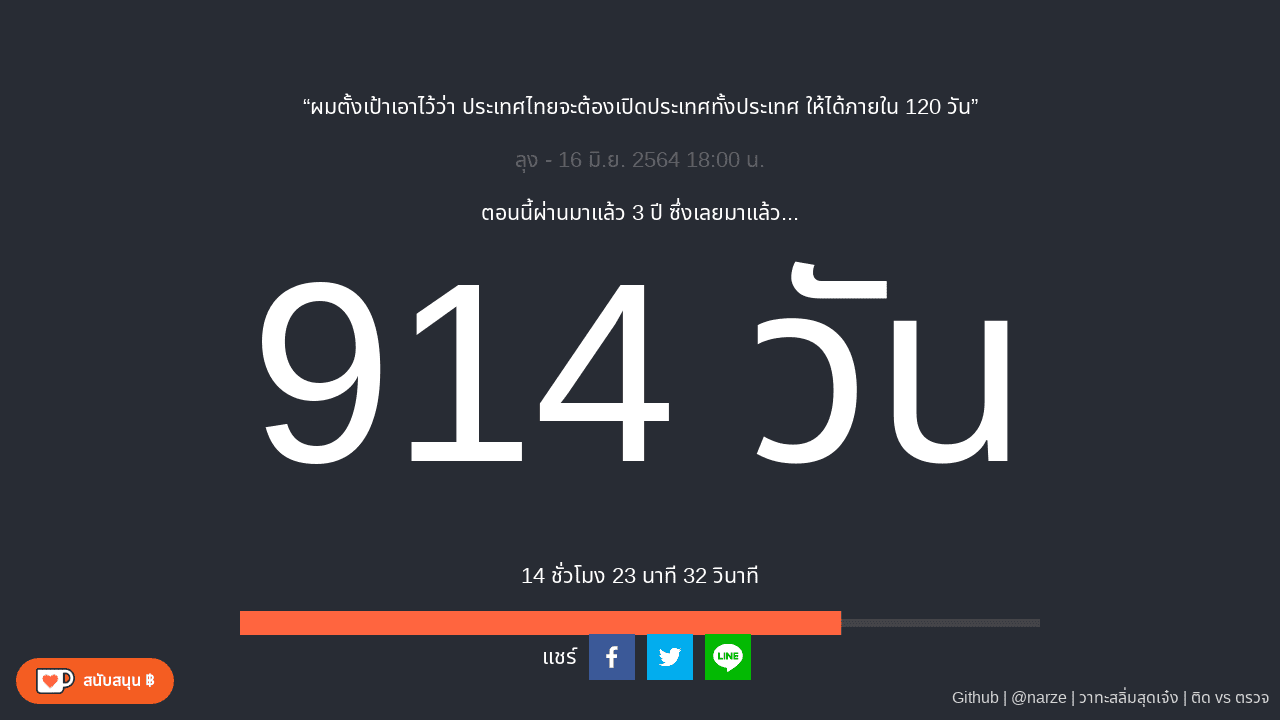 “ผมตั้งเป้าเอาไว้ว่า ประเทศไทยจะต้องเปิดประเทศทั้งประเทศ ให้ได้ภายใน 120 วัน”
ลุง - 16 มิ.ย. 2564 18:00 น.
ตอนนี้ผ่านมาแล้ว 3 ปี ซึ่งเลยมาแล้ว...
914 วัน
14 ชั่วโมง 23 นาที 32 วินาที
แชร์
LINE
สนับสนุน ฿
Github | @narze | วาทะสลิ่มสุดเจ๋ง | ติด vs ตรวจ